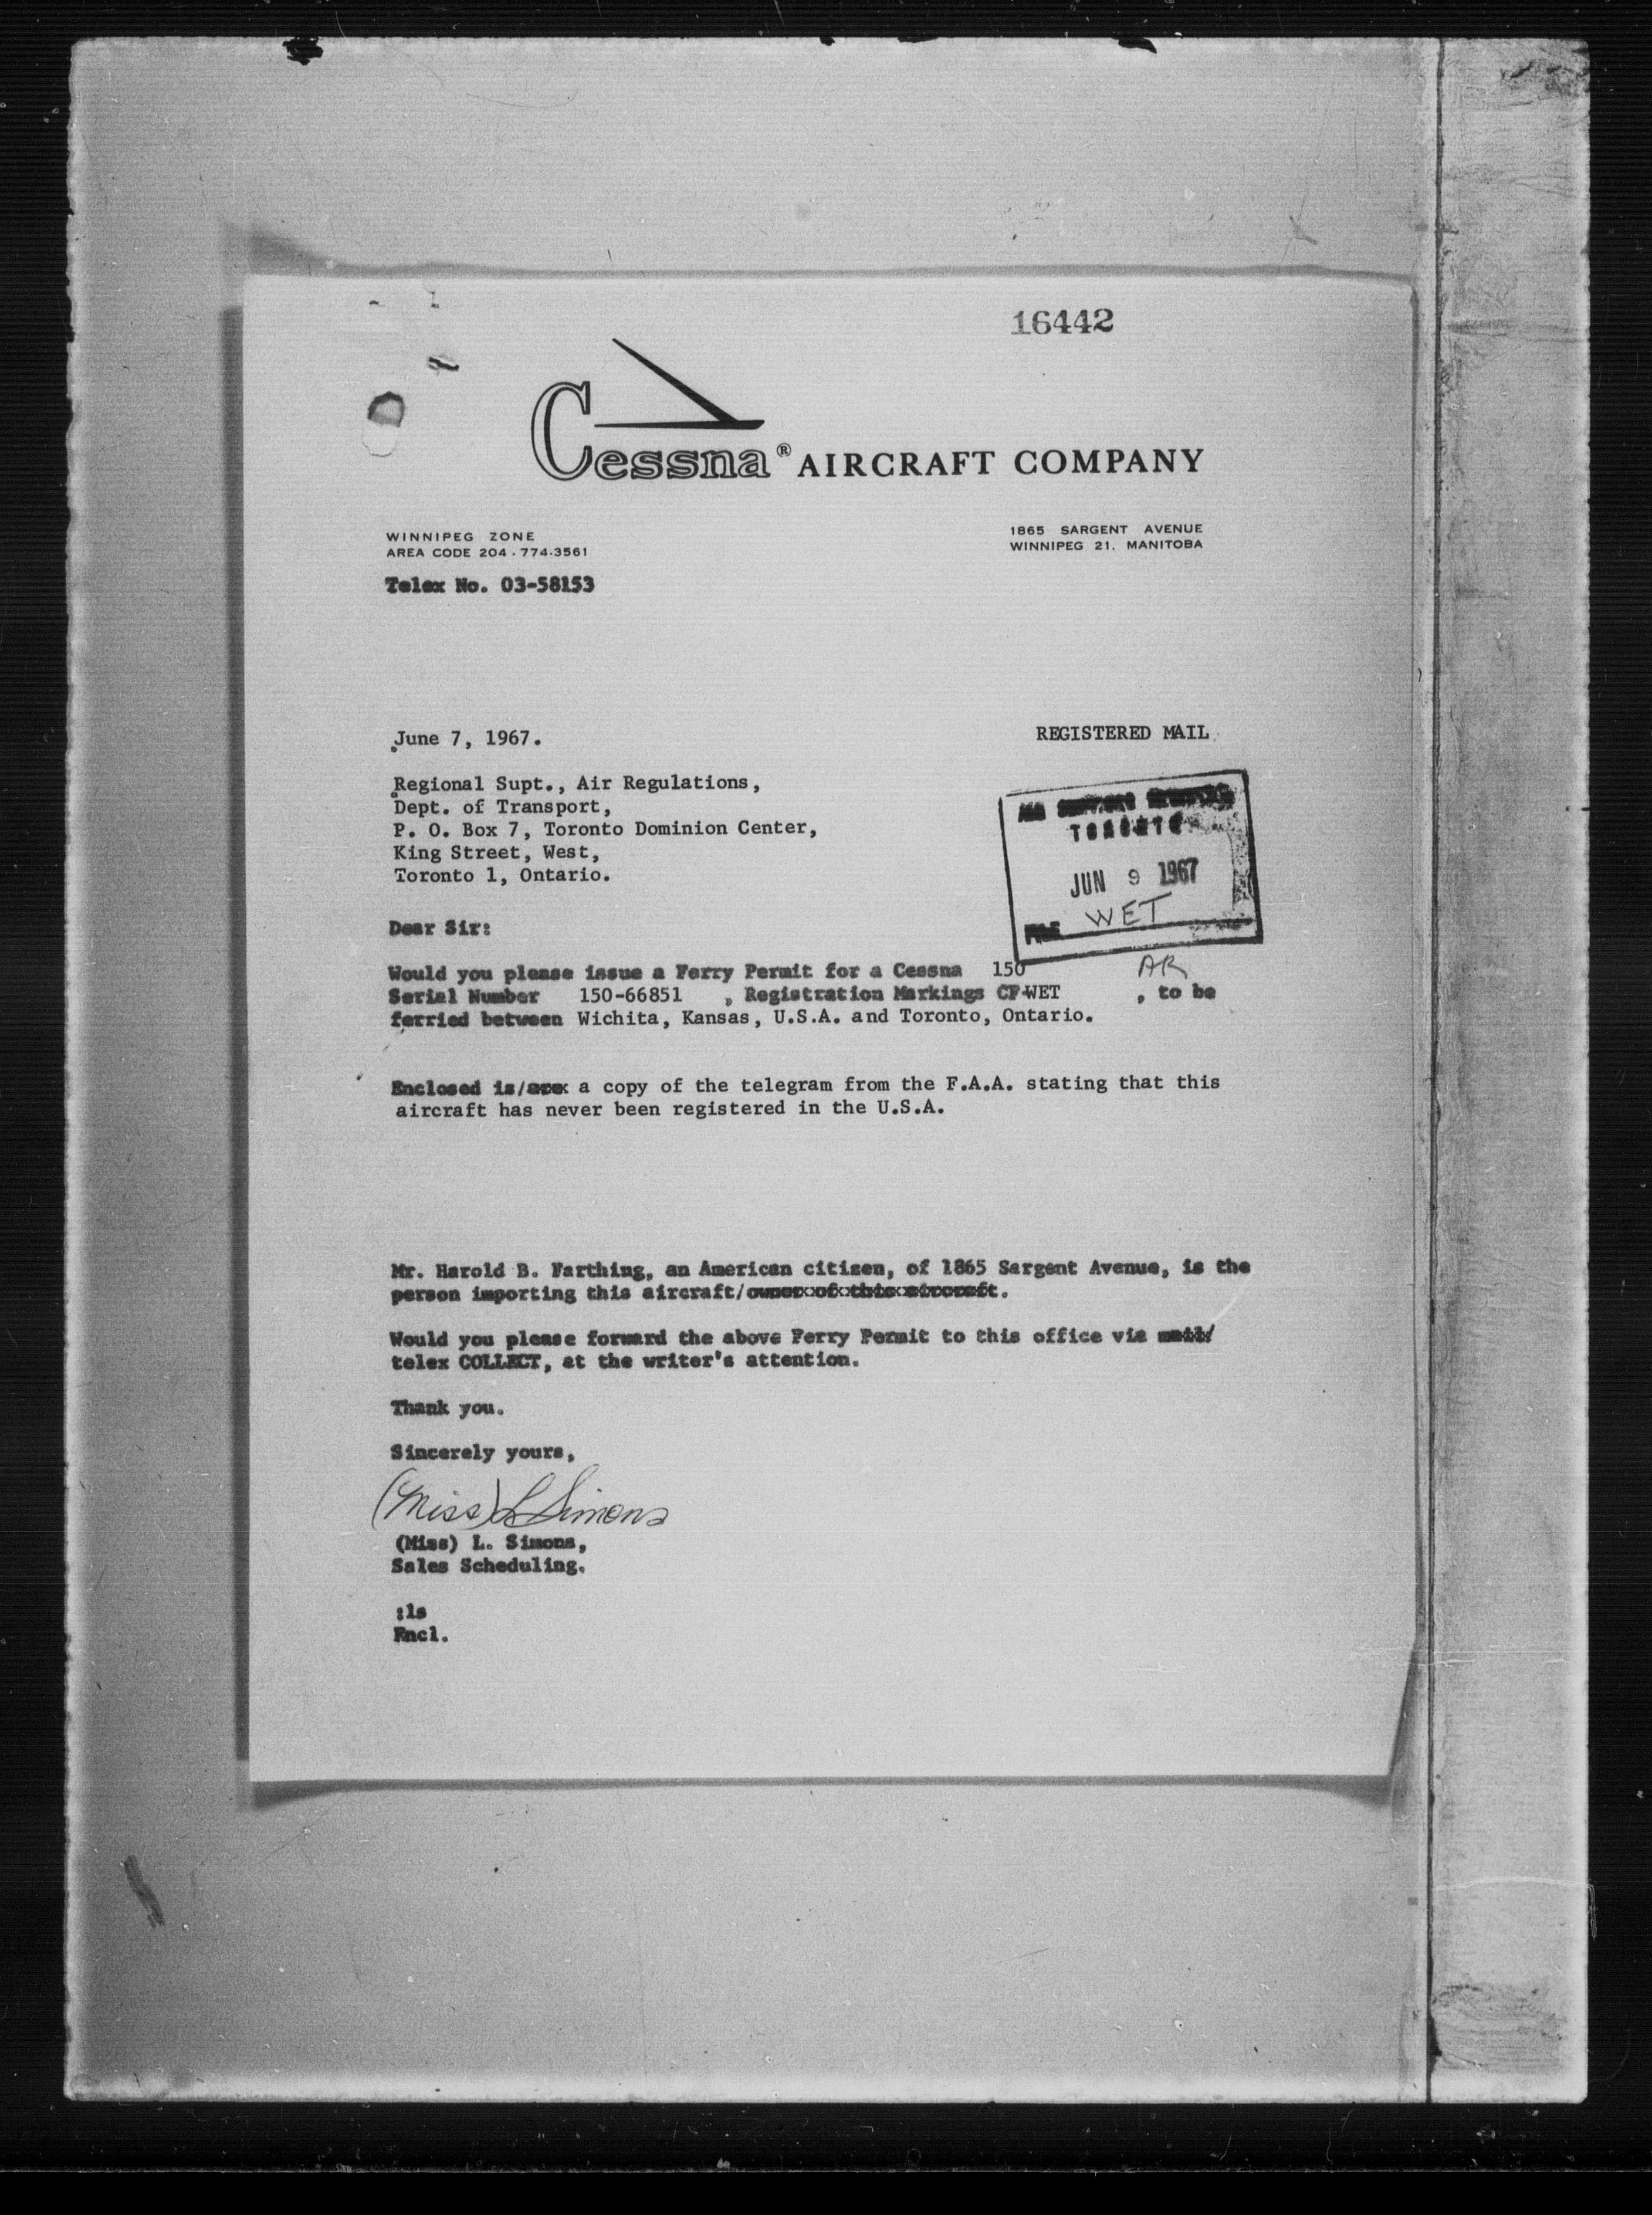 16442
Cessna® AIRCRAFT COMPANY
WINNIPEG ZONE
AREA CODE 204 - 774-3561
1865 SARGENT AVENUE
WINNIPEG 21, MANITOBA
Telex No. 03-58153
June 7, 1967.
REGISTERED MAIL
Regional Supt., Air Regulations,
Dept. of Transport,
P. O. Box 7, Toronto Dominion Center,
King Street, West,
Toronto 1, Ontario.
TORONTO
JUN 9 1967
FILE WET
AR
Dear Sir:
Would you please issue a Ferry Permit for a Cessna 150
Serial Number 150-66851 , Registration Markings CF-WET , to be
ferried between Wichita, Kansas, U.S.A. and Toronto, Ontario.
Enclosed is/are a copy of the telegram from the F.A.A. stating that this
aircraft has never been registered in the U.S.A.
Mr. Harold B. Farthing, an American citizen, of 1865 Sargent Avenue, is the
person importing this aircraft/owner of this aircraft.
Would you please forward the above Ferry Permit to this office via mail/
telex COLLECT, at the writer's attention.
Thank you.
Sincerely yours,
(Miss) L Simons
(Miss) L. Simons,
Sales Scheduling.
:ls
Encl.